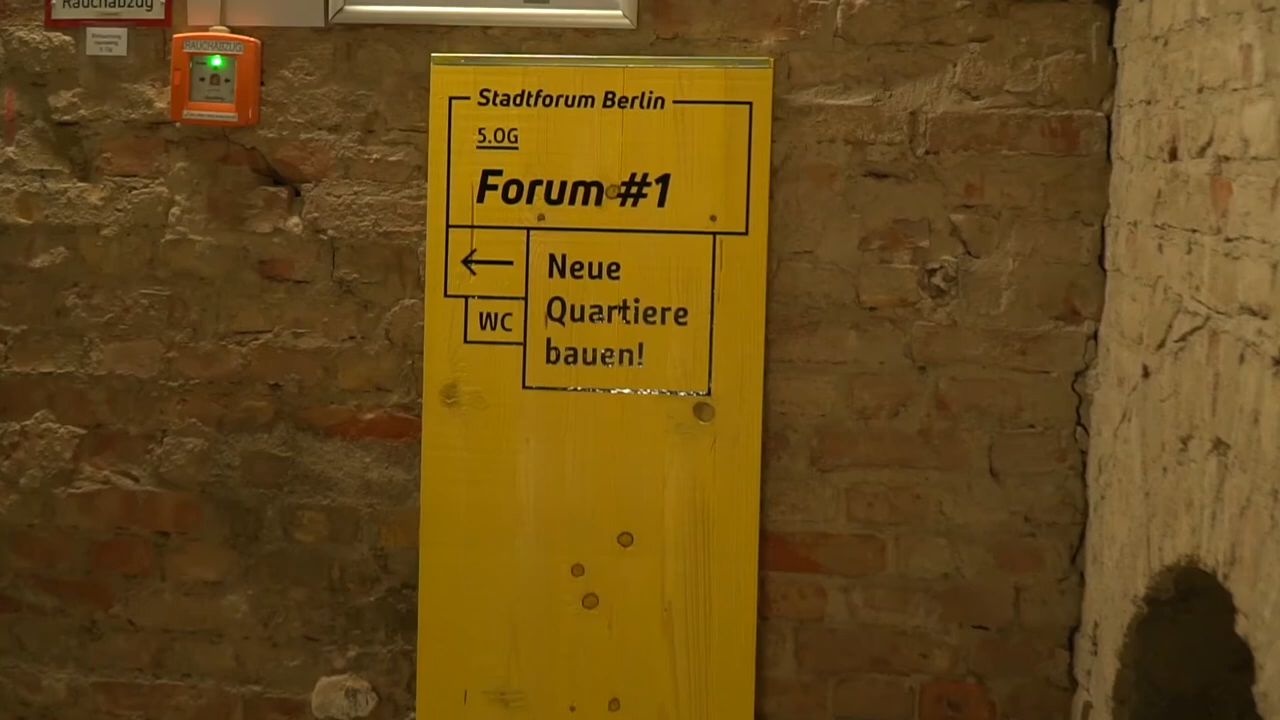 Rauchabzug
RAUCHABZUG
Stadtforum Berlin
5.OG
Forum #1
←
Neue
Quartiere
bauen!
WC